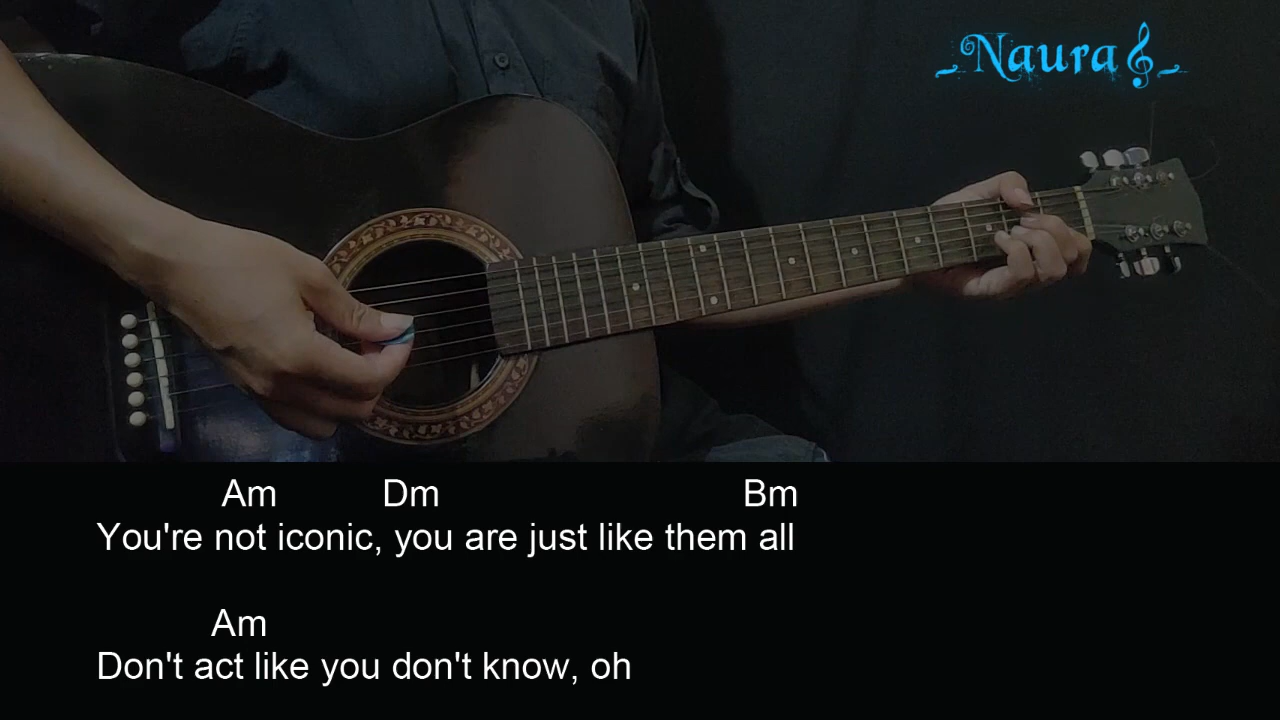 Naura
Am Dm Bm
You're not iconic, you are just like them all
Am
Don't act like you don't know, oh